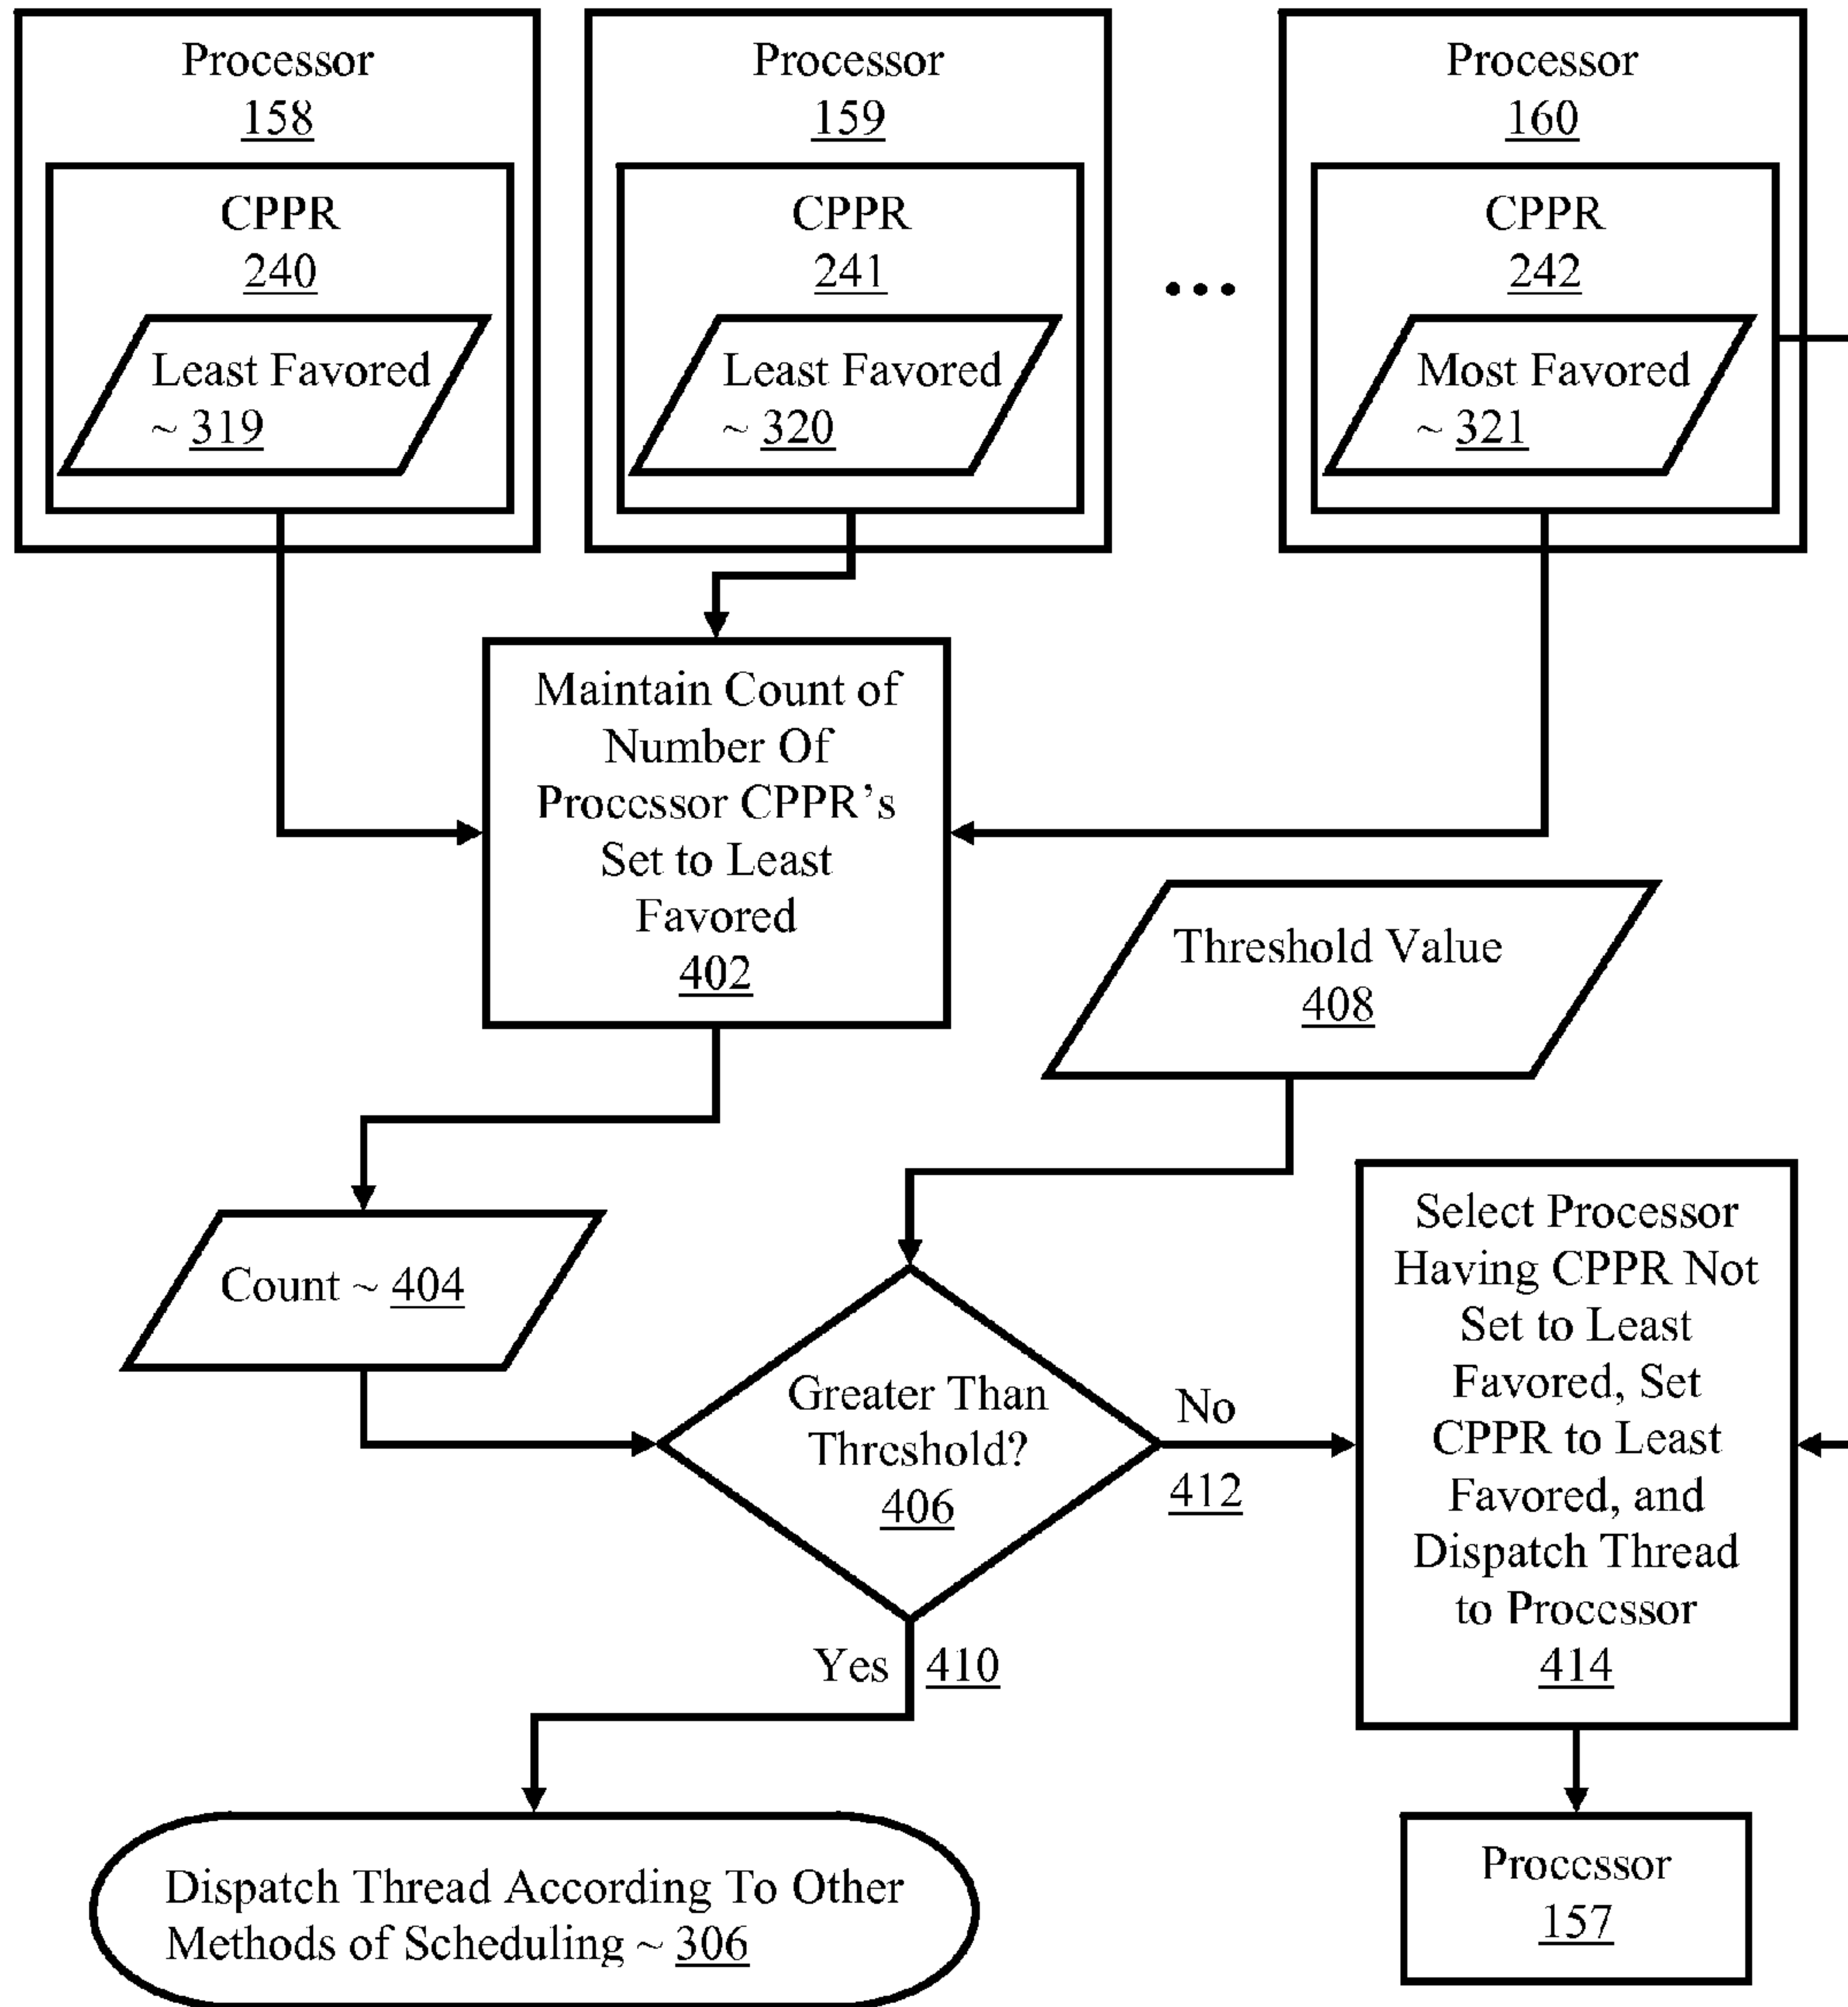 Processor
158
CPPR
240
Least Favored
~ 319
Processor
159
CPPR
241
Least Favored
~ 320
...
Processor
160
CPPR
242
Most Favored
~ 321
Maintain Count of
Number Of
Processor CPPR's
Set to Least
Favored
402
Threshold Value
408
Count ~ 404
Greater Than
Threshold?
406
No
412
Yes
410
Select Processor
Having CPPR Not
Set to Least
Favored, Set
CPPR to Least
Favored, and
Dispatch Thread
to Processor
414
Dispatch Thread According To Other
Methods of Scheduling ~ 306
Processor
157